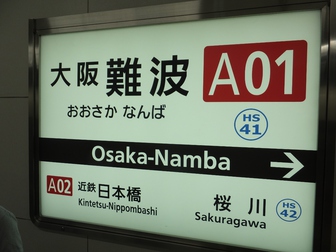 大阪難波 A01
おおさか なんば
HS
41
Osaka-Namba
A02 近鉄日本橋
Kintetsu-Nippombashi
桜川 HS 42
Sakuragawa